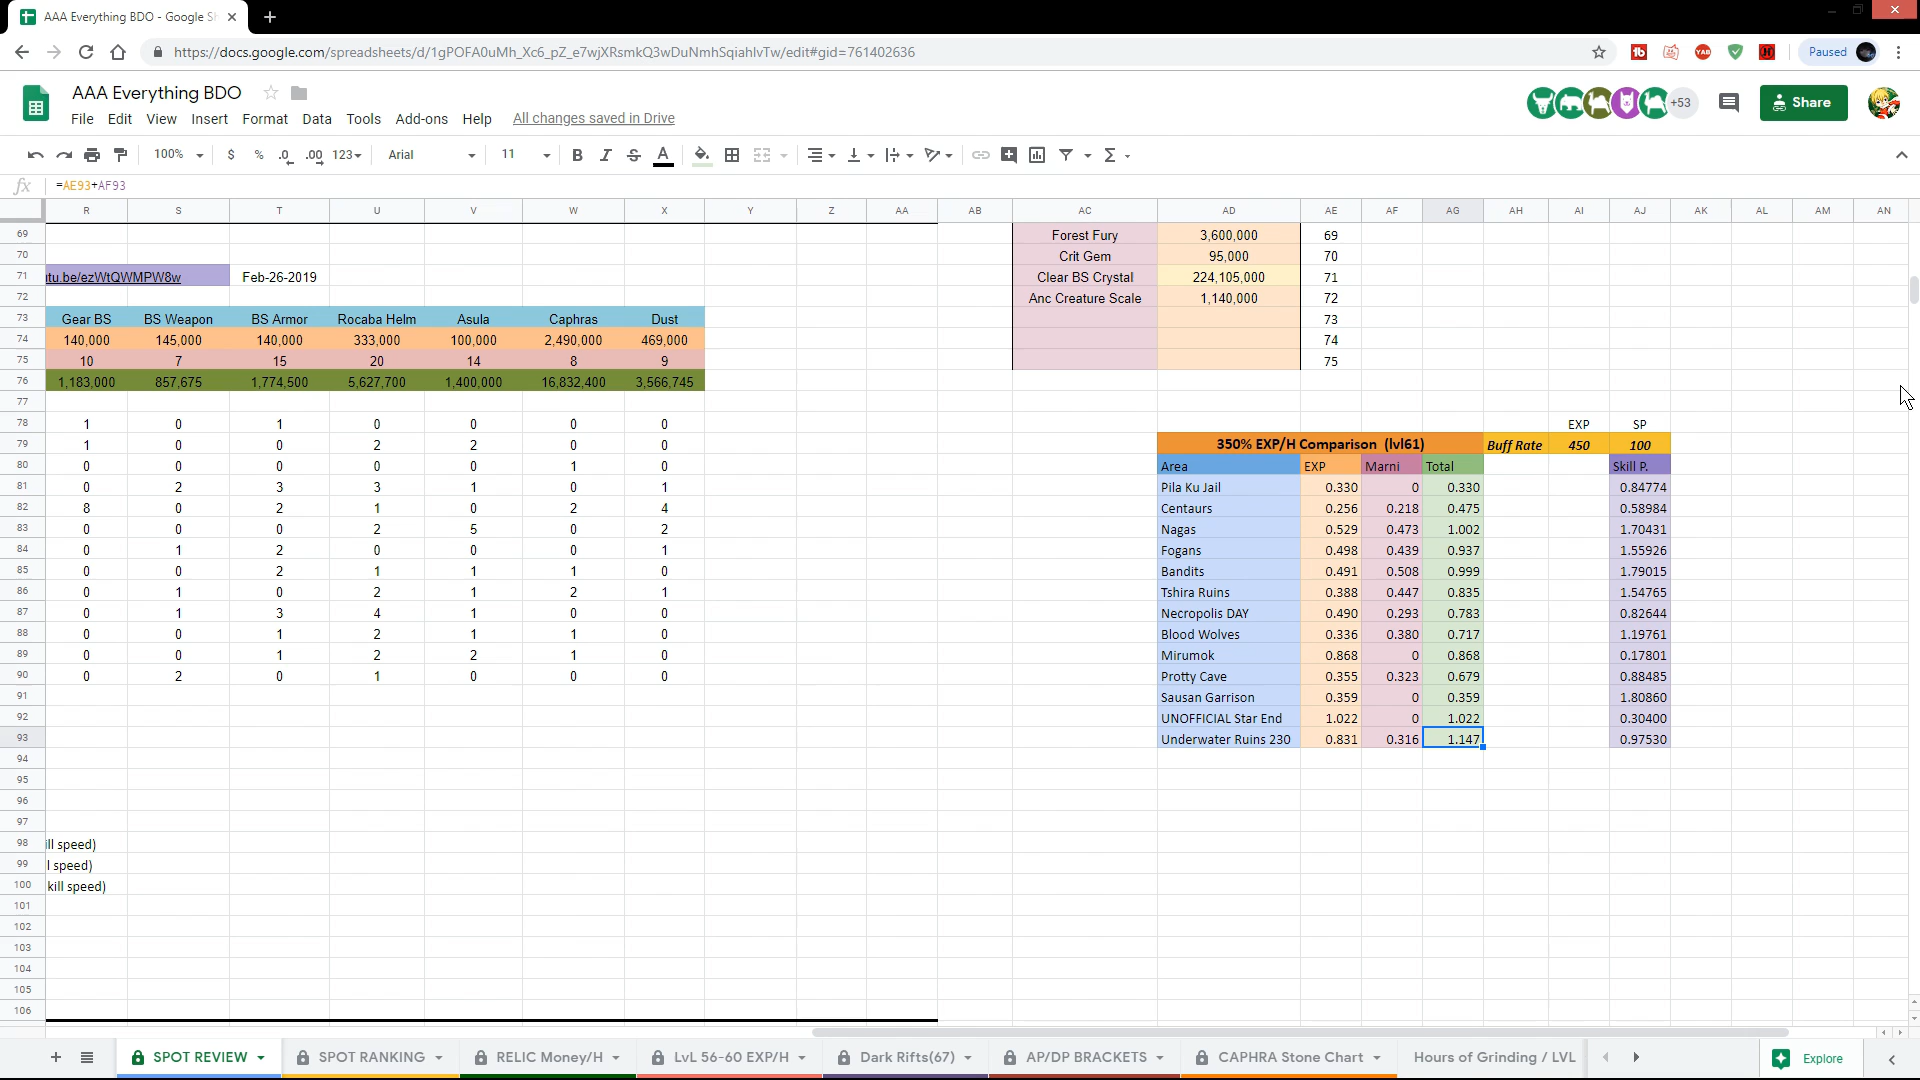 AAA Everything BDO - Google Sh
https://docs.google.com/spreadsheets/d/1gPOFA0uMh_Xc6_pZ_e7wjXRsmkQ3wDuNmhSqiahlvTw/edit#gid=761402636
Paused
AAA Everything BDO
+53
Share
File Edit View Insert Format Data Tools Add-ons Help All changes saved in Drive
100% $ % .0 .00 123 Arial 11
fx =AE93+AF93
R S T U V W X Y Z AA AB AC AD AE AF AG AH AI AJ AK AL AM AN
69 Forest Fury 3,600,000 69
70 Crit Gem 95,000 70
71 utu.be/ezWtQWMPW8w Feb-26-2019 Clear BS Crystal 224,105,000 71
72 Anc Creature Scale 1,140,000 72
73 Gear BS BS Weapon BS Armor Rocaba Helm Asula Caphras Dust 73
74 140,000 145,000 140,000 333,000 100,000 2,490,000 469,000 74
75 10 7 15 20 14 8 9 75
76 1,183,000 857,675 1,774,500 5,627,700 1,400,000 16,832,400 3,566,745
77
78 1 0 1 0 0 0 0 EXP SP
79 1 0 0 2 2 0 0 350% EXP/H Comparison (lvl61) Buff Rate 450 100
80 0 0 0 0 0 1 0 Area EXP Marni Total Skill P.
81 0 2 3 3 1 0 1 Pila Ku Jail 0.330 0 0.330 0.84774
82 8 0 2 1 0 2 4 Centaurs 0.256 0.218 0.475 0.58984
83 0 0 0 2 5 0 2 Nagas 0.529 0.473 1.002 1.70431
84 0 1 2 0 0 0 1 Fogans 0.498 0.439 0.937 1.55926
85 0 0 2 1 1 1 0 Bandits 0.491 0.508 0.999 1.79015
86 0 1 0 2 1 2 1 Tshira Ruins 0.388 0.447 0.835 1.54765
87 0 1 3 4 1 0 0 Necropolis DAY 0.490 0.293 0.783 0.82644
88 0 0 1 2 1 1 0 Blood Wolves 0.336 0.380 0.717 1.19761
89 0 0 1 2 2 1 0 Mirumok 0.868 0 0.868 0.17801
90 0 2 0 1 0 0 0 Protty Cave 0.355 0.323 0.679 0.88485
91 Sausan Garrison 0.359 0 0.359 1.80860
92 UNOFFICIAL Star End 1.022 0 1.022 0.30400
93 Underwater Ruins 230 0.831 0.316 1.147 0.97530
94
95
96
97
98 ill speed)
99 l speed)
100 kill speed)
101
102
103
104
105
106
SPOT REVIEW SPOT RANKING RELIC Money/H LvL 56-60 EXP/H Dark Rifts(67) AP/DP BRACKETS CAPHRA Stone Chart Hours of Grinding / LVL Explore